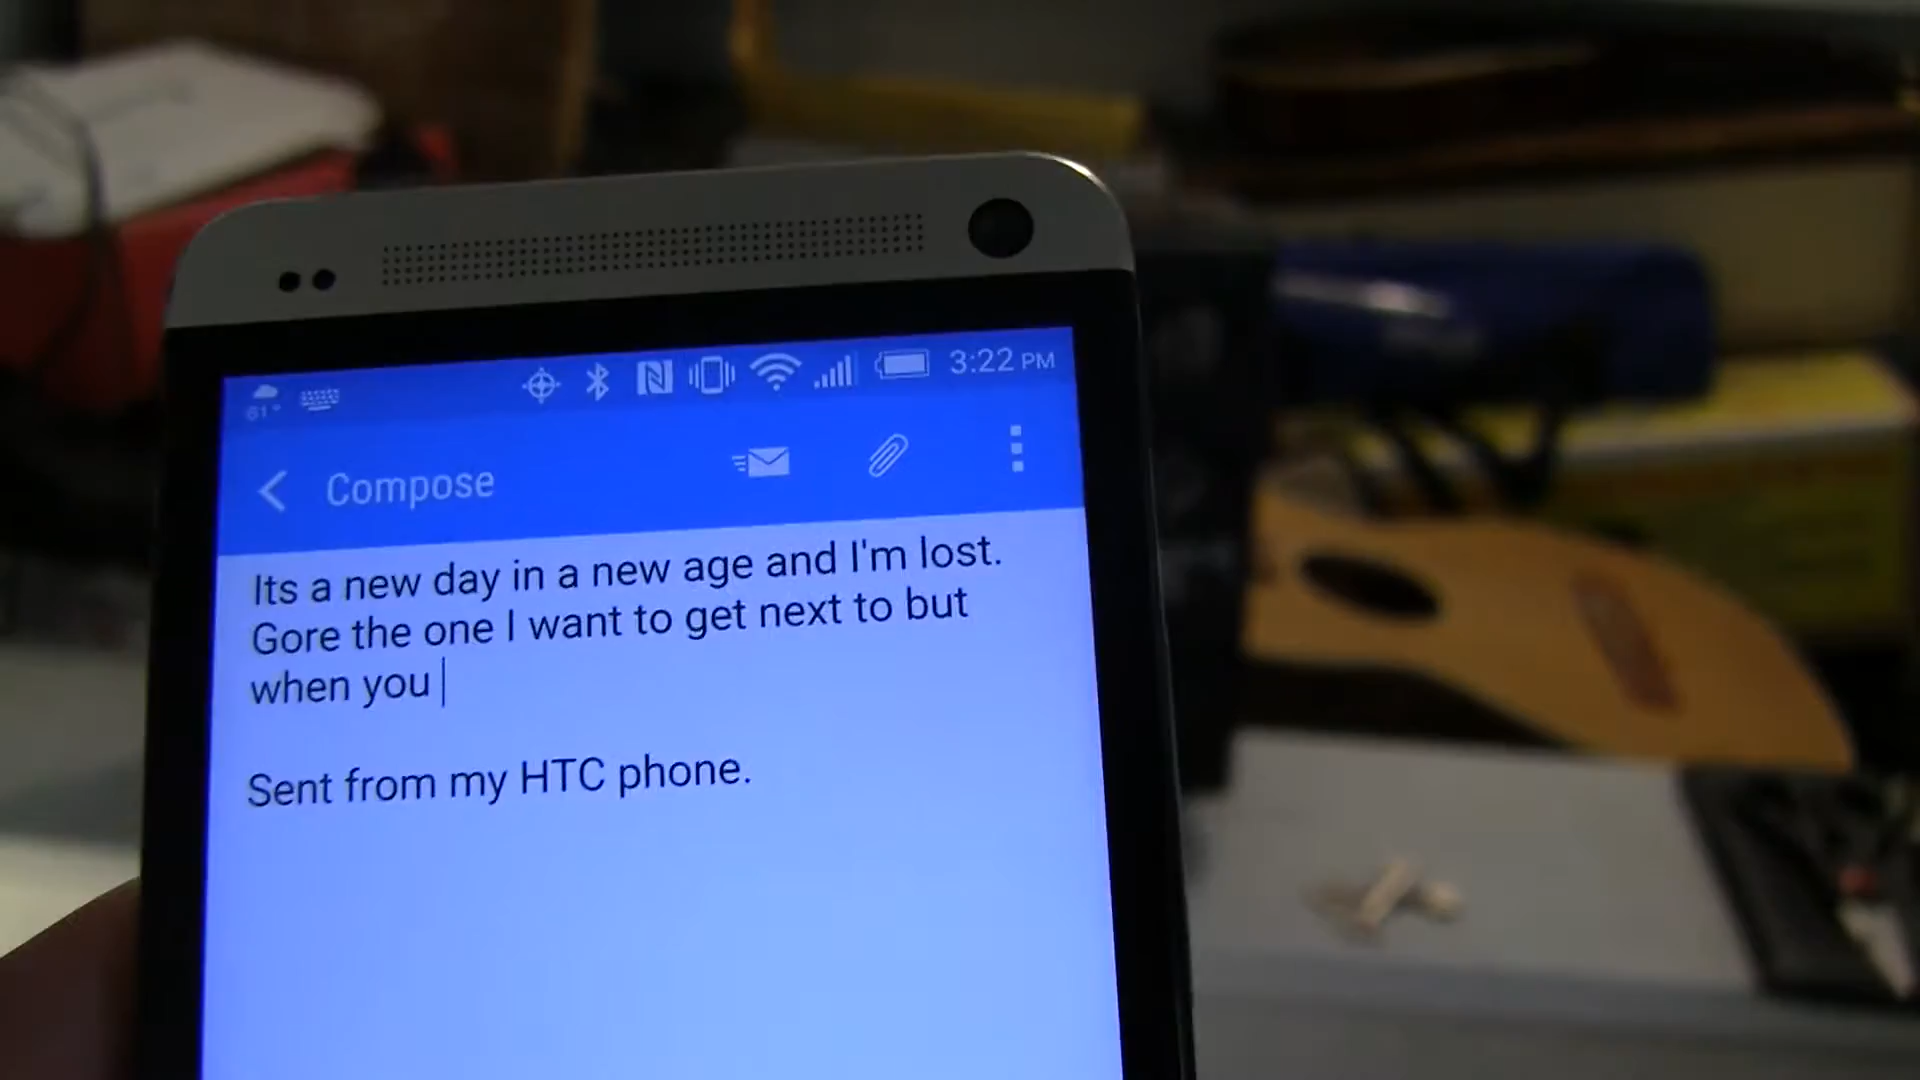 61°
3:22 PM
Compose
Its a new day in a new age and I'm lost.
Gore the one I want to get next to but
when you
Sent from my HTC phone.